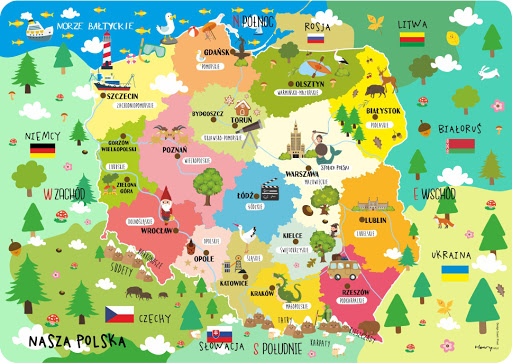 MORZE BAŁTYCKIE
N PÓŁNOC
ROSJA
LITWA
GDAŃSK
POMORSKIE
OLSZTYN
WARMIŃSKO-MAZURSKIE
SZCZECIN
ZACHODNIOPOMORSKIE
BYDGOSZCZ
TORUŃ
KUJAWSKO-POMORSKIE
BIAŁYSTOK
PODLASKIE
NIEMCY
GORZÓW
WIELKOPOLSKI
LUBUSKIE
POZNAŃ
WIELKOPOLSKIE
BIAŁORUŚ
WARSZAWA
MAZOWIECKIE
W ZACHÓD
ZIELONA
GÓRA
ŁÓDŹ
ŁÓDZKIE
E WSCHÓD
DOLNOŚLĄSKIE
WROCŁAW
LUBLIN
LUBELSKIE
OPOLSKIE
OPOLE
KIELCE
ŚWIĘTOKRZYSKIE
SUDETY
ŚLĄSKIE
KATOWICE
UKRAINA
KRAKÓW
MAŁOPOLSKIE
RZESZÓW
PODKARPACKIE
CZECHY
TATRY
KARPATY
NASZA POLSKA
SŁOWACJA
S POŁUDNIE